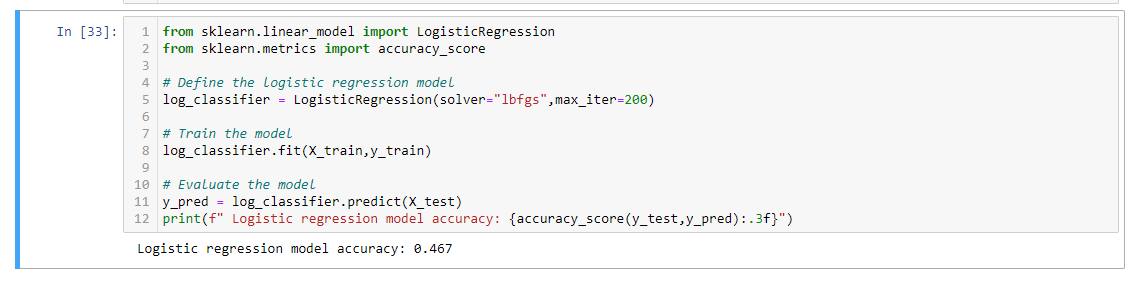 In [33]:
1 from sklearn.linear_model import LogisticRegression
2 from sklearn.metrics import accuracy_score
3
4 # Define the logistic regression model
5 log_classifier = LogisticRegression(solver="lbfgs",max_iter=200)
6
7 # Train the model
8 log_classifier.fit(X_train,y_train)
9
10 # Evaluate the model
11 y_pred = log_classifier.predict(X_test)
12 print(f" Logistic regression model accuracy: {accuracy_score(y_test,y_pred):.3f}")
Logistic regression model accuracy: 0.467